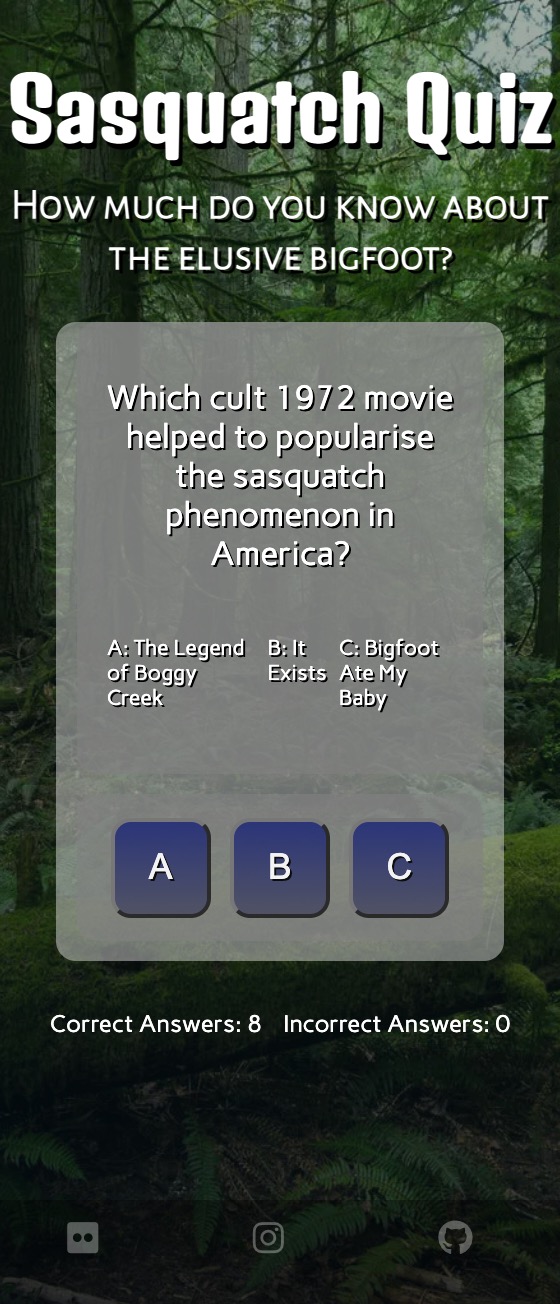 Sasquatch Quiz
How much do you know about
the elusive bigfoot?
Which cult 1972 movie
helped to popularise
the sasquatch
phenomenon in
America?
A: The Legend
of Boggy
Creek
B: It
Exists
C: Bigfoot
Ate My
Baby
A
B
C
Correct Answers: 8
Incorrect Answers: 0